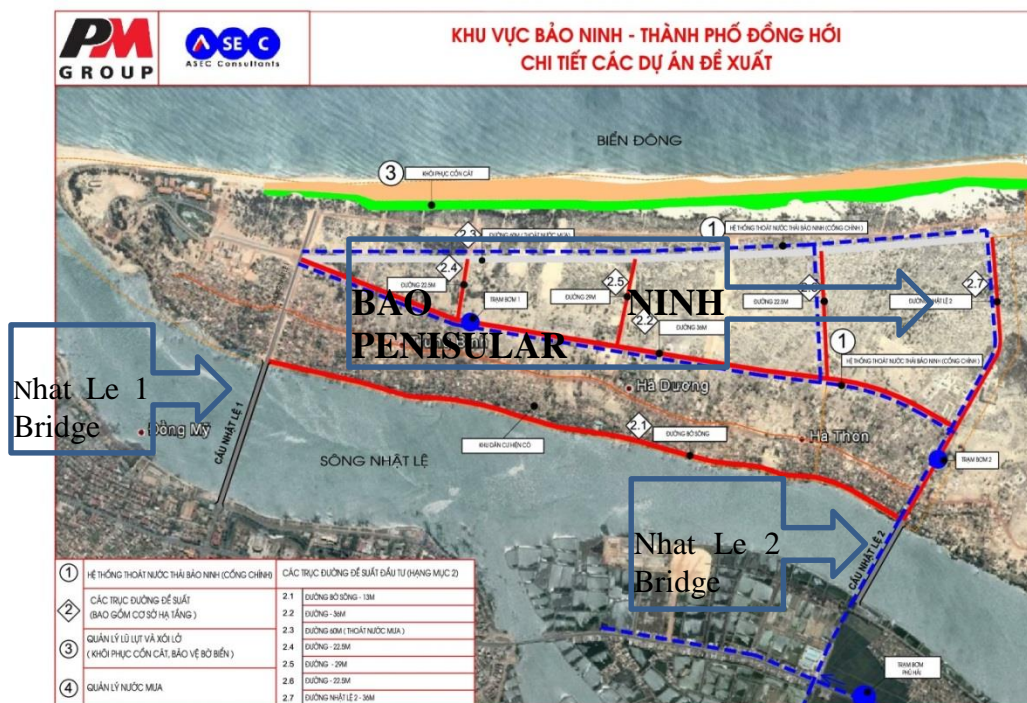 PM
GROUP
ASEC
ASEC Consultants
KHU VỰC BẢO NINH - THÀNH PHỐ ĐỒNG HỚI
CHI TIẾT CÁC DỰ ÁN ĐỀ XUẤT
BIỂN ĐÔNG
3
KHÔI PHỤC CỒN CÁT
1
HỆ THỐNG THOÁT NƯỚC THẢI BẢO NINH (CỐNG CHÍNH)
2.3
ĐƯỜNG 60M (THOÁT NƯỚC MƯA)
2.4
ĐƯỜNG 22.5M
TRẠM BƠM 1
2.5
ĐƯỜNG 29M
ĐƯỜNG 22.5M
2.7
ĐƯỜNG NHẬT LỆ 2
BAO NINH
PENISULAR
2.2
ĐƯỜNG 36M
1
HỆ THỐNG THOÁT NƯỚC THẢI BẢO NINH (CỐNG CHÍNH)
Nhat Le 1
Bridge
Đồng Mỹ
CẦU NHẬT LỆ 1
Hà Dương
2.1
ĐƯỜNG BỜ SÔNG
Hà Thôn
KHU DÂN CƯ HIỆN CÓ
SÔNG NHẬT LỆ
TRẠM BƠM 2
Nhat Le 2
Bridge
CẦU NHẬT LỆ 2
TRẠM BƠM
PHÚ HẢI
1 HỆ THỐNG THOÁT NƯỚC THẢI BẢO NINH (CỐNG CHÍNH)
2 CÁC TRỤC ĐƯỜNG ĐỀ SUẤT
(BAO GỒM CƠ SỞ HẠ TẦNG)
3 QUẢN LÝ LŨ LỤT VÀ XÓI LỞ
(KHÔI PHỤC CỒN CÁT, BẢO VỆ BỜ BIỂN)
4 QUẢN LÝ NƯỚC MƯA
CÁC TRỤC ĐƯỜNG ĐỀ SUẤT ĐẦU TƯ (HẠNG MỤC 2)
2.1 ĐƯỜNG BỜ SÔNG - 13M
2.2 ĐƯỜNG - 36M
2.3 ĐƯỜNG 60M (THOÁT NƯỚC MƯA)
2.4 ĐƯỜNG - 22.5M
2.5 ĐƯỜNG - 29M
2.6 ĐƯỜNG - 22.5M
2.7 ĐƯỜNG NHẬT LỆ 2 - 36M